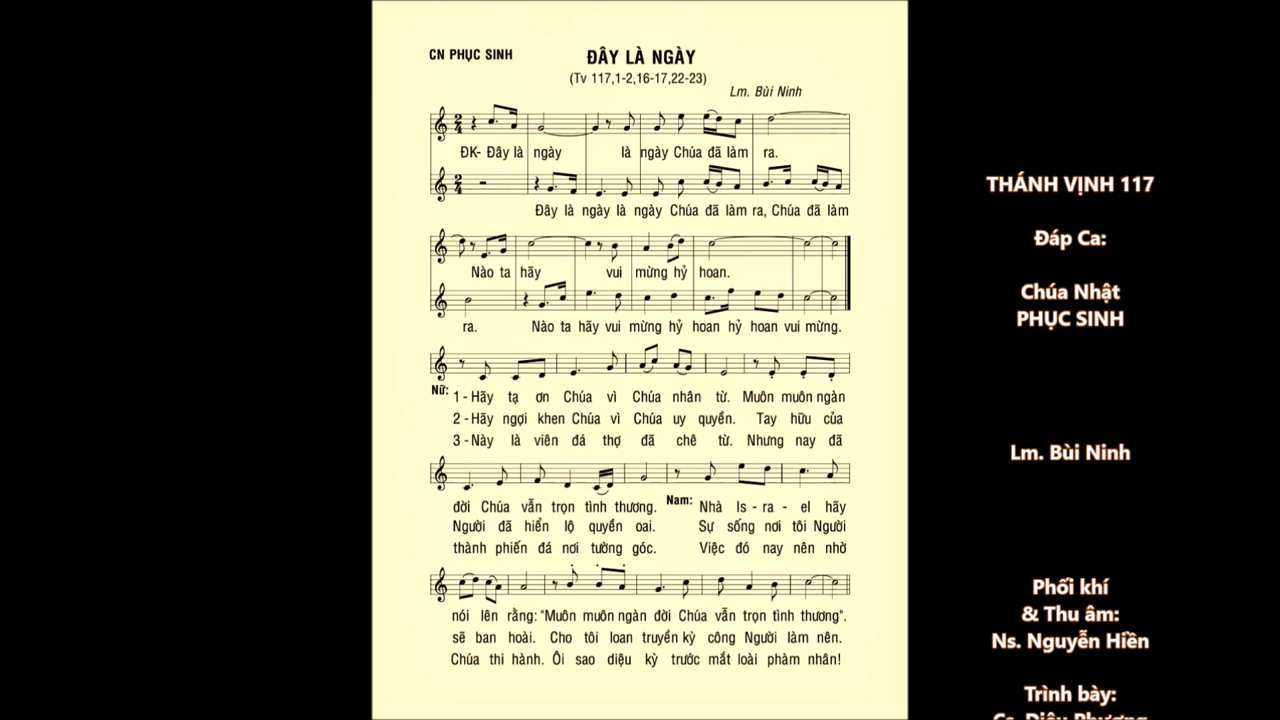 CN PHỤC SINH
ĐÂY LÀ NGÀY
(Tv 117,1-2,16-17,22-23)
Lm. Bùi Ninh
ĐK- Đây là ngày là ngày Chúa đã làm ra.
Đây là ngày là ngày Chúa đã làm ra, Chúa đã làm
Nào ta hãy vui mừng hỷ hoan.
ra. Nào ta hãy vui mừng hỷ hoan hỷ hoan vui mừng.
Nữ: 1 - Hãy tạ ơn Chúa vì Chúa nhân từ. Muôn muôn ngàn
2 - Hãy ngợi khen Chúa vì Chúa uy quyền. Tay hữu của
3 - Này là viên đá thợ đã chê từ. Nhưng nay đã
đời Chúa vẫn trọn tình thương. Nam: Nhà Is - ra - el hãy
Người đã hiển lộ quyền oai. Sự sống nơi tôi Người
thành phiến đá nơi tường góc. Việc đó nay nên nhờ
nói lên rằng: "Muôn muôn ngàn đời Chúa vẫn trọn tình thương".
sẽ ban hoài. Cho tôi loan truyền kỳ công Người làm nên.
Chúa thi hành. Ôi sao diệu kỳ trước mắt loài phàm nhân!
THÁNH VỊNH 117
Đáp Ca:
Chúa Nhật
PHỤC SINH
Lm. Bùi Ninh
Phối khí
& Thu âm:
Ns. Nguyễn Hiền
Trình bày:
Cs. Diệu Phương